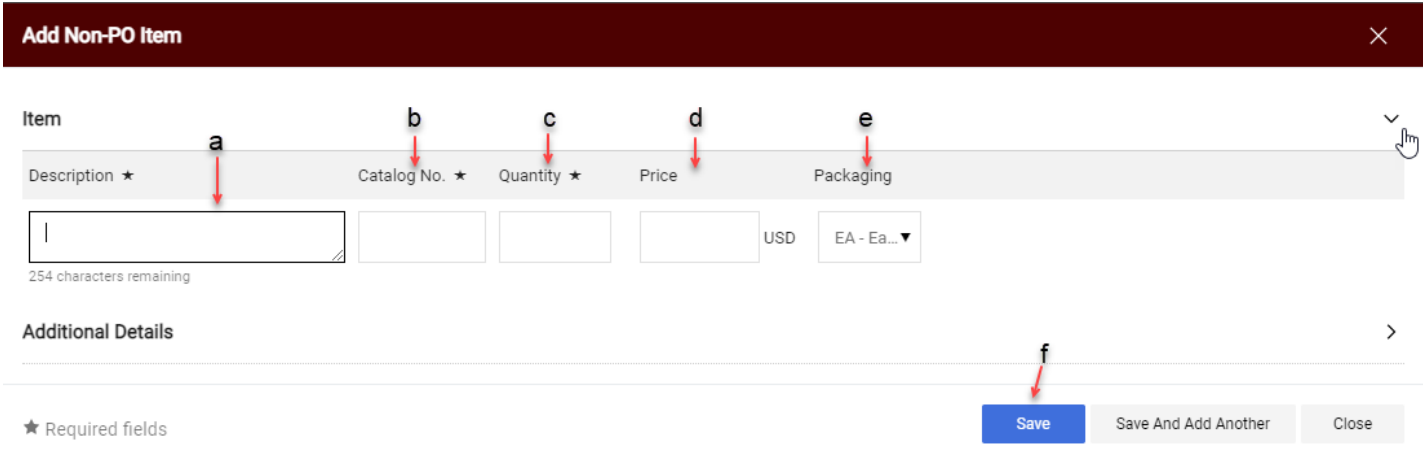 Add Non-PO Item
Item
a b c d e
Description ★ Catalog No. ★ Quantity ★ Price Packaging
USD EA - Ea...▼
254 characters remaining
Additional Details
f
★ Required fields Save Save And Add Another Close